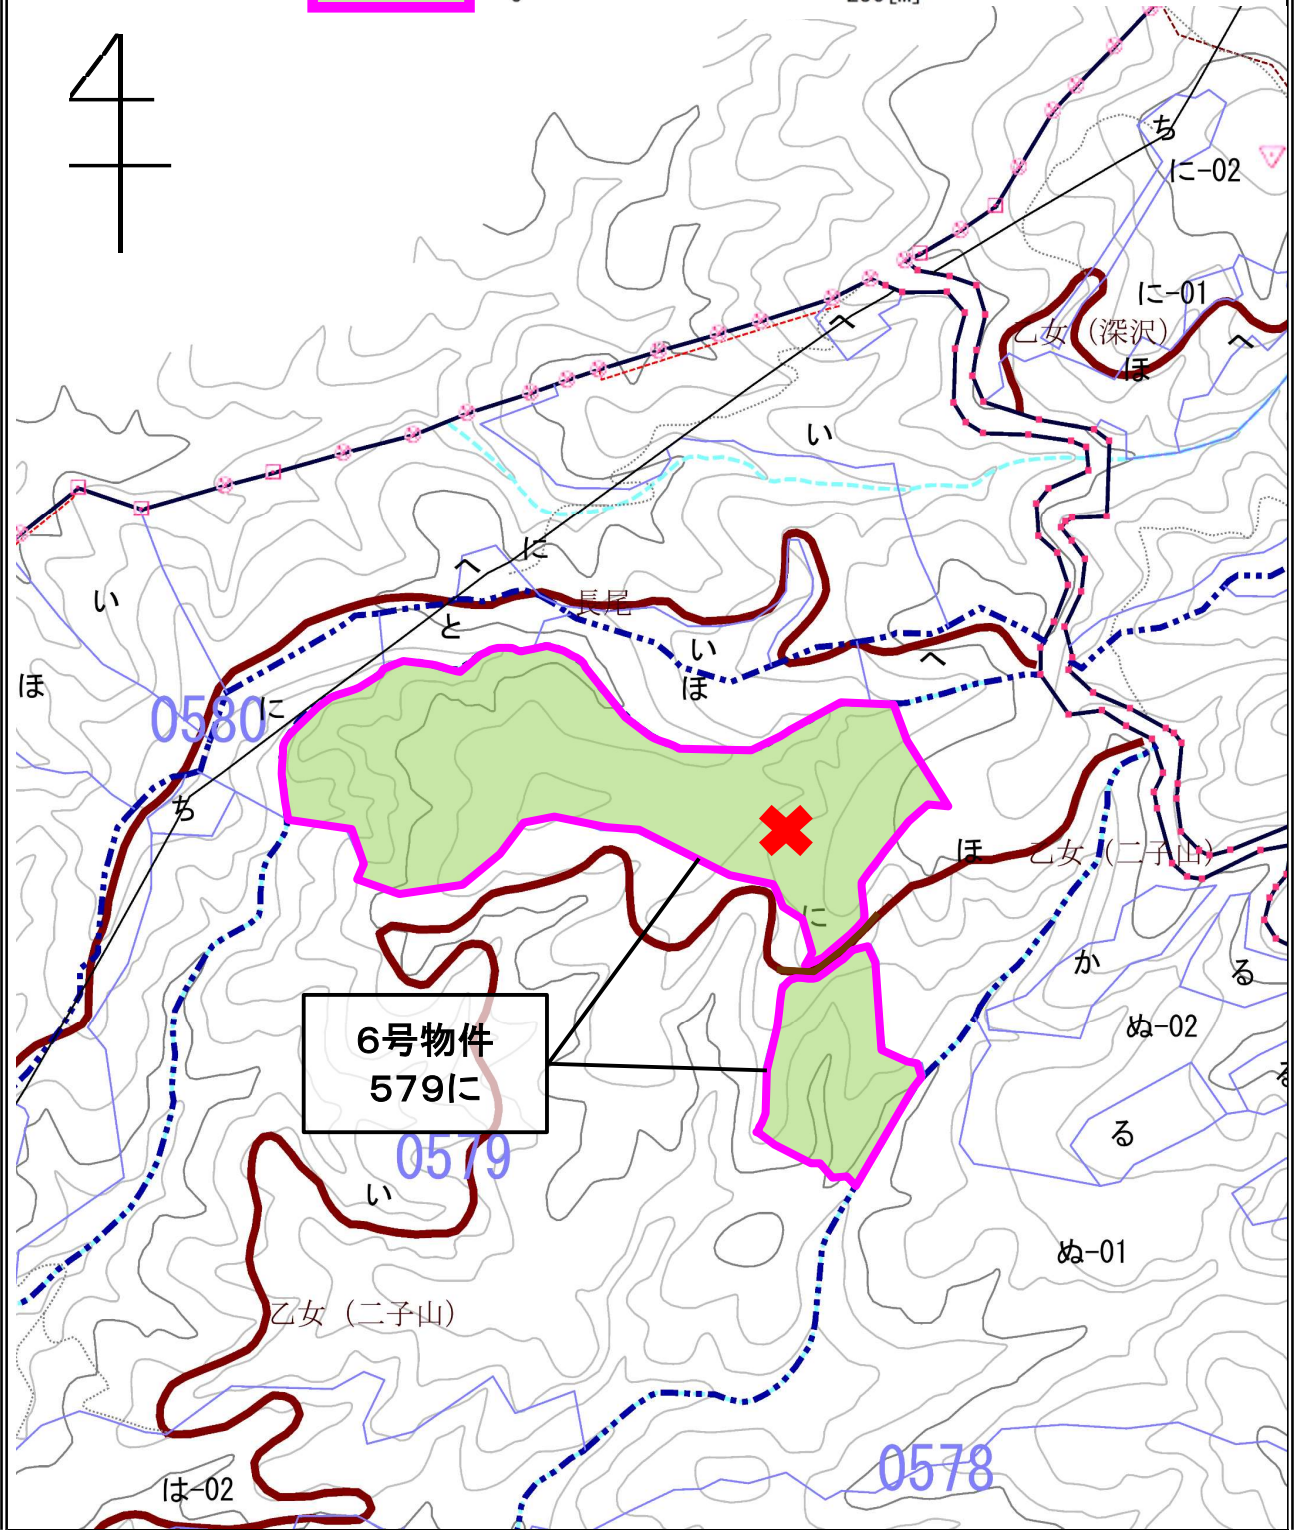 ち
に-02
に-01
乙女（深沢）
へ
へ
ほ
い
に
へ
い
長尾
と
い
へ
ほ
ほ
に
0580
ち
ほ
乙女（二子山）
に
か
る
ぬ-02
6号物件
579に
る
る
0579
い
ぬ-01
乙女（二子山）
0578
は-02